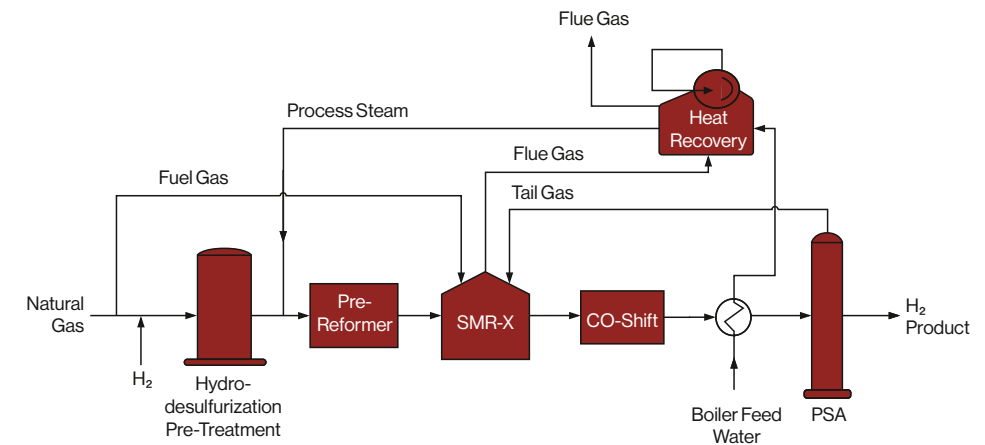 Flue Gas
Heat
Recovery
Process Steam
Flue Gas
Fuel Gas
Tail Gas
Natural
Gas
H₂
Hydro-
desulfurization
Pre-Treatment
Pre-
Reformer
SMR-X
CO-Shift
Boiler Feed
Water
PSA
H₂
Product